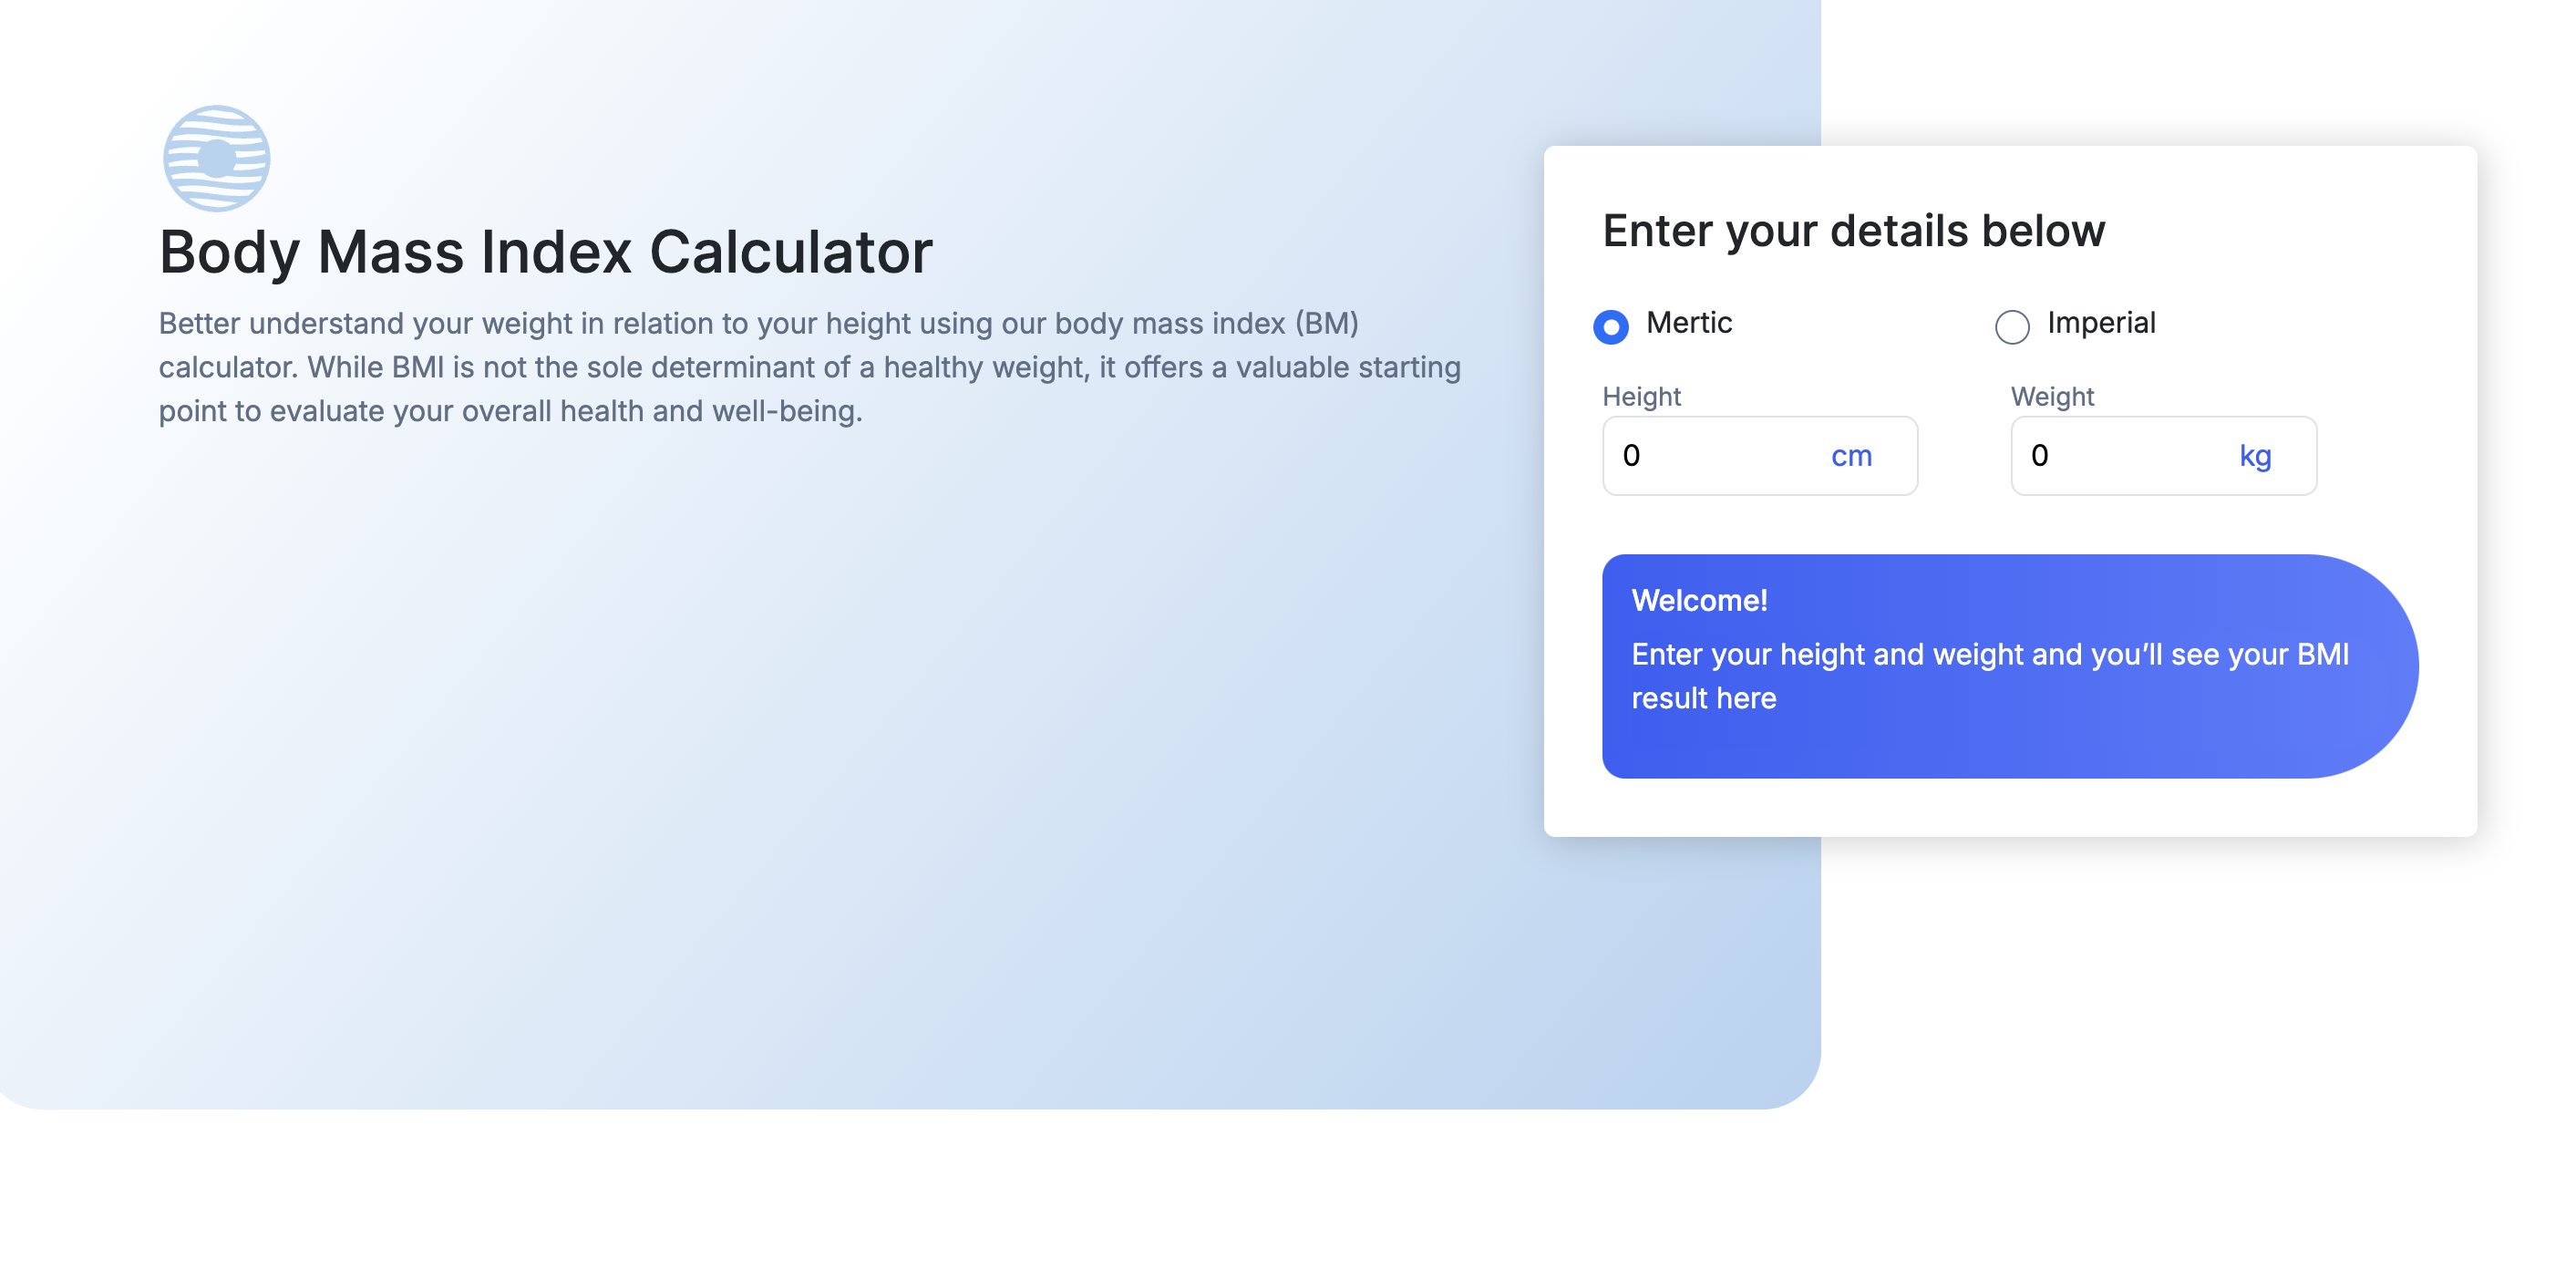 Body Mass Index Calculator
Better understand your weight in relation to your height using our body mass index (BM)
calculator. While BMI is not the sole determinant of a healthy weight, it offers a valuable starting
point to evaluate your overall health and well-being.
Enter your details below
Mertic
Imperial
Height
Weight
0 cm
0 kg
Welcome!
Enter your height and weight and you’ll see your BMI
result here